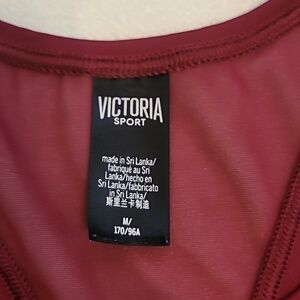 VICTORIA
SPORT
made in Sri Lanka/
fabriqué au Sri
Lanka/hecho en
Sri Lanka/fabbricato
in Sri Lanka/
斯里兰卡制造
M/
170/96A